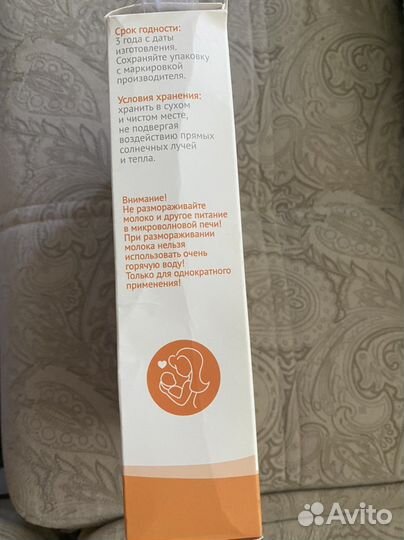 Срок годности:
3 года с даты
изготовления.
Сохраняйте упаковку
с маркировкой
производителя.
Условия хранения:
хранить в сухом
и чистом месте,
не подвергая
воздействию прямых
солнечных лучей
и тепла.
Внимание!
Не размораживайте
молоко и другое питание
в микроволновой печи!
При размораживании
молока нельзя
использовать очень
горячую воду!
Только для однократного
применения!
Avito